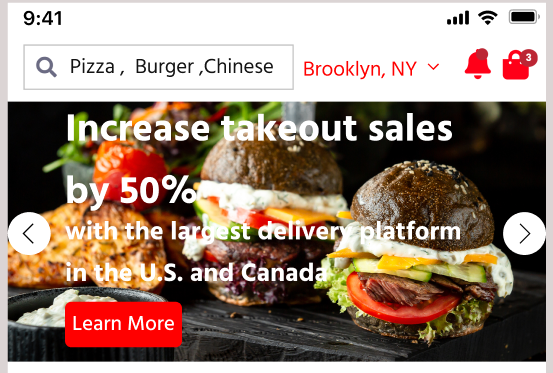 9:41
Pizza ,  Burger ,Chinese
Brooklyn, NY
3
Increase takeout sales
by 50%
with the largest delivery platform
in the U.S. and Canada
Learn More